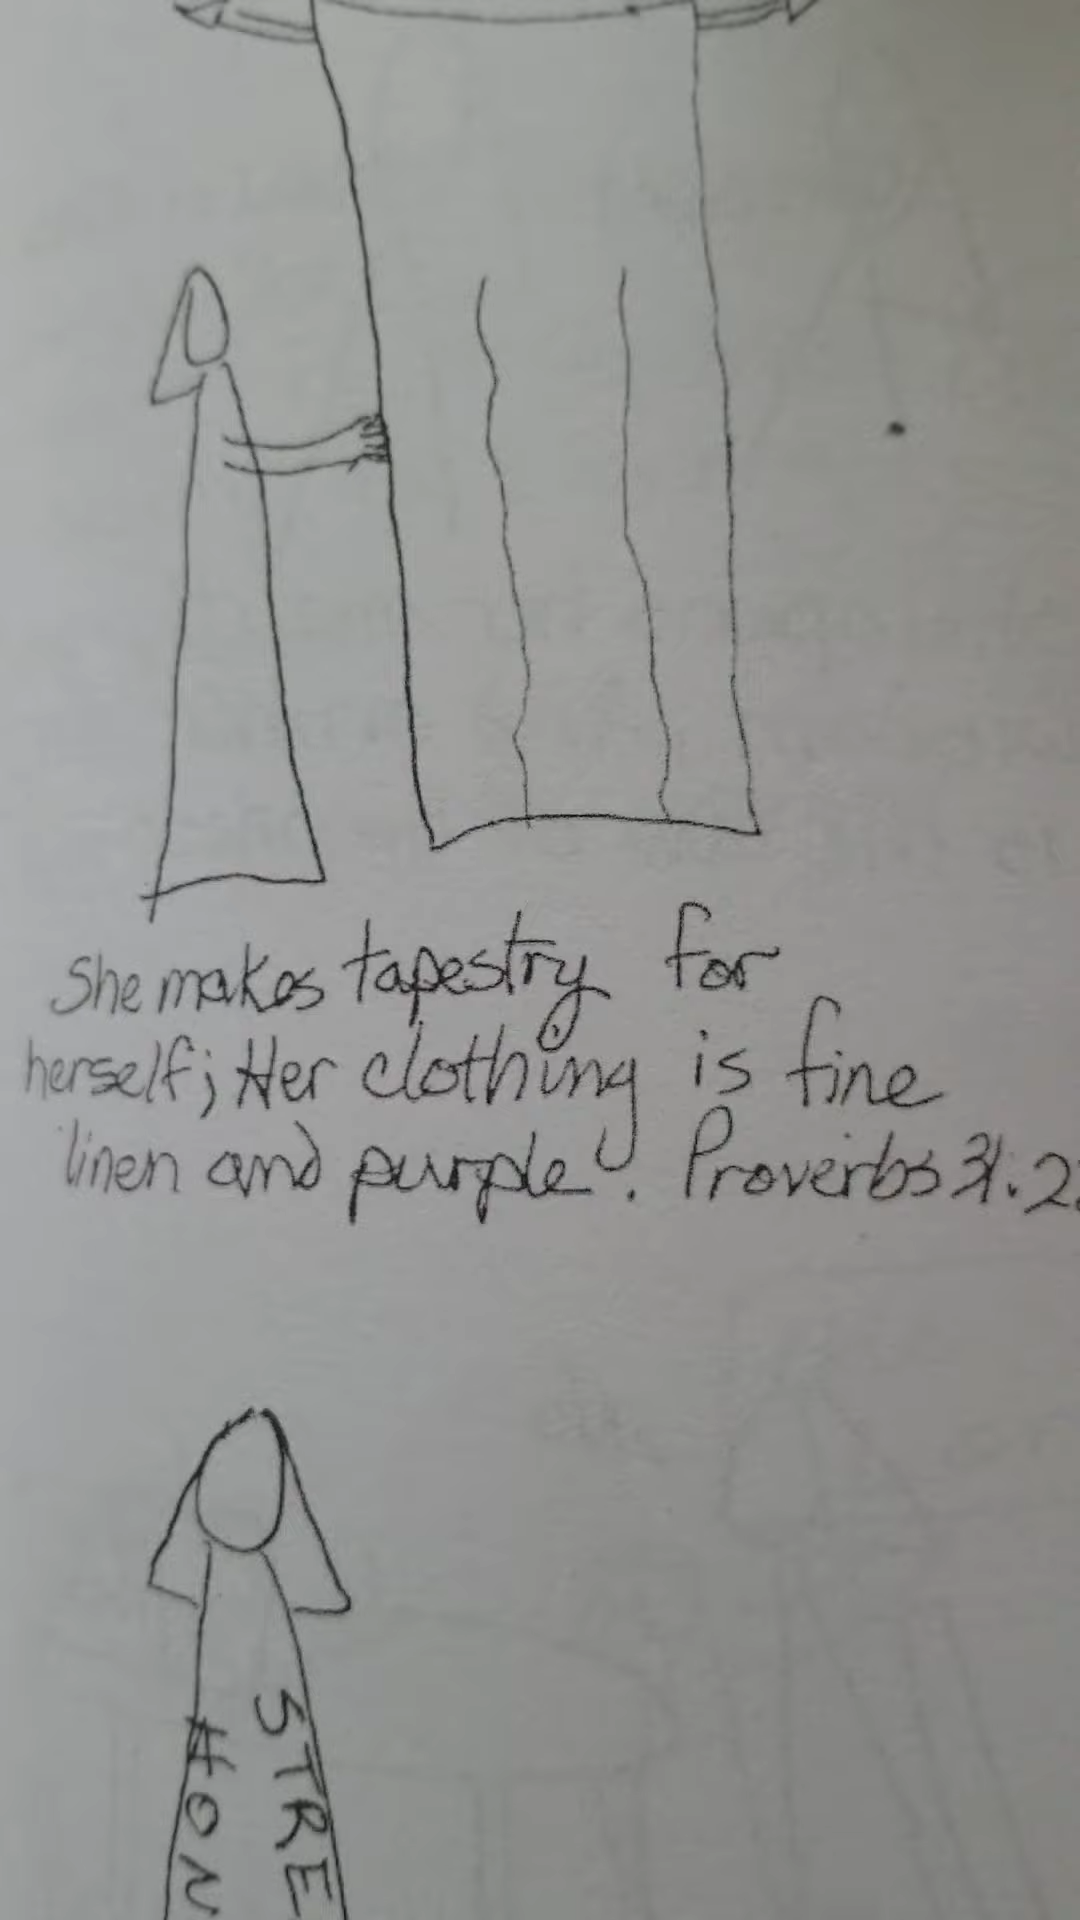 She makes tapestry for
herself; Her clothing is fine
linen and purple. Proverbs 31:2
STRE
HON